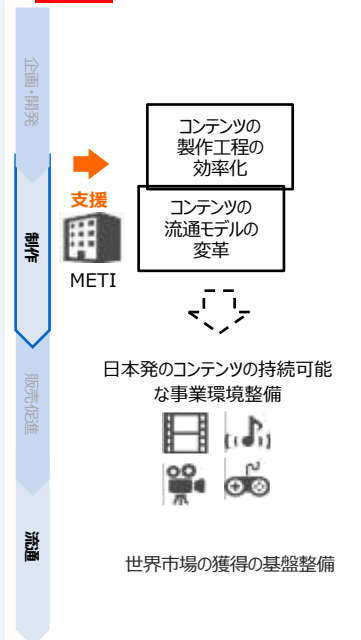 企画・開発
コンテンツの
製作工程の
効率化
支援
コンテンツの
流通モデルの
変革
制作
METI
日本発のコンテンツの持続可能
な事業環境整備
販売促進
流通
世界市場の獲得の基盤整備